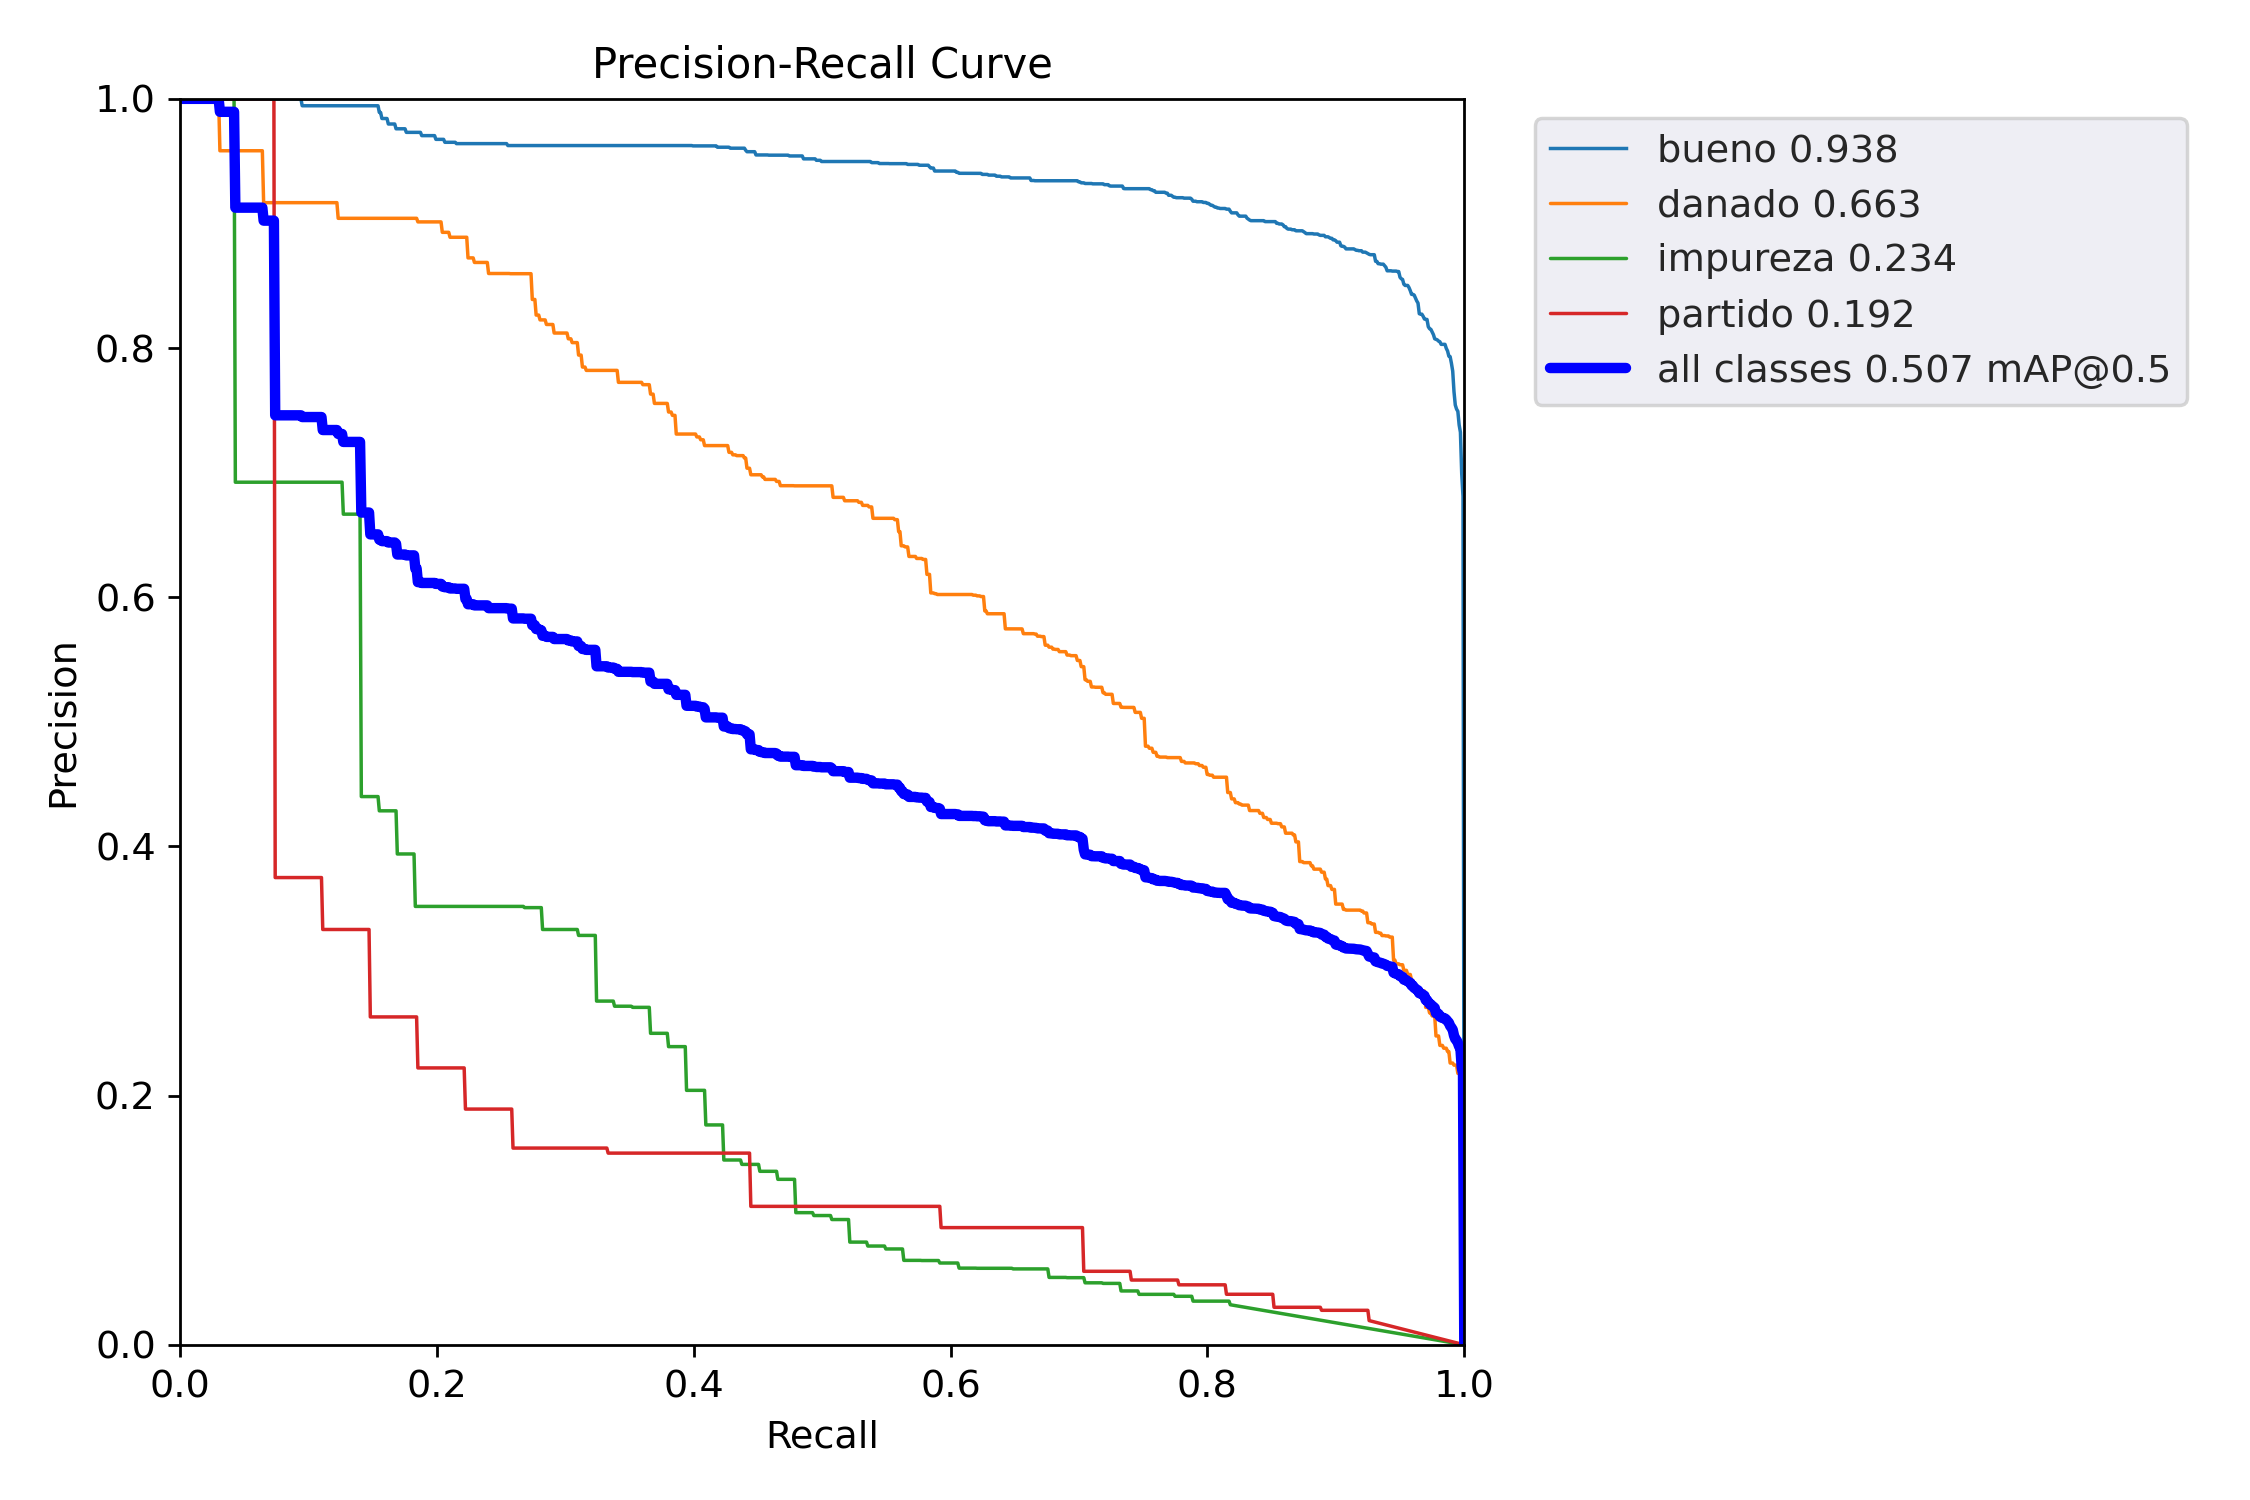 Precision-Recall Curve
1.0
0.8
0.6
0.4
0.2
0.0
Precision
0.0 0.2 0.4 0.6 0.8 1.0
Recall
bueno 0.938
danado 0.663
impureza 0.234
partido 0.192
all classes 0.507 mAP@0.5